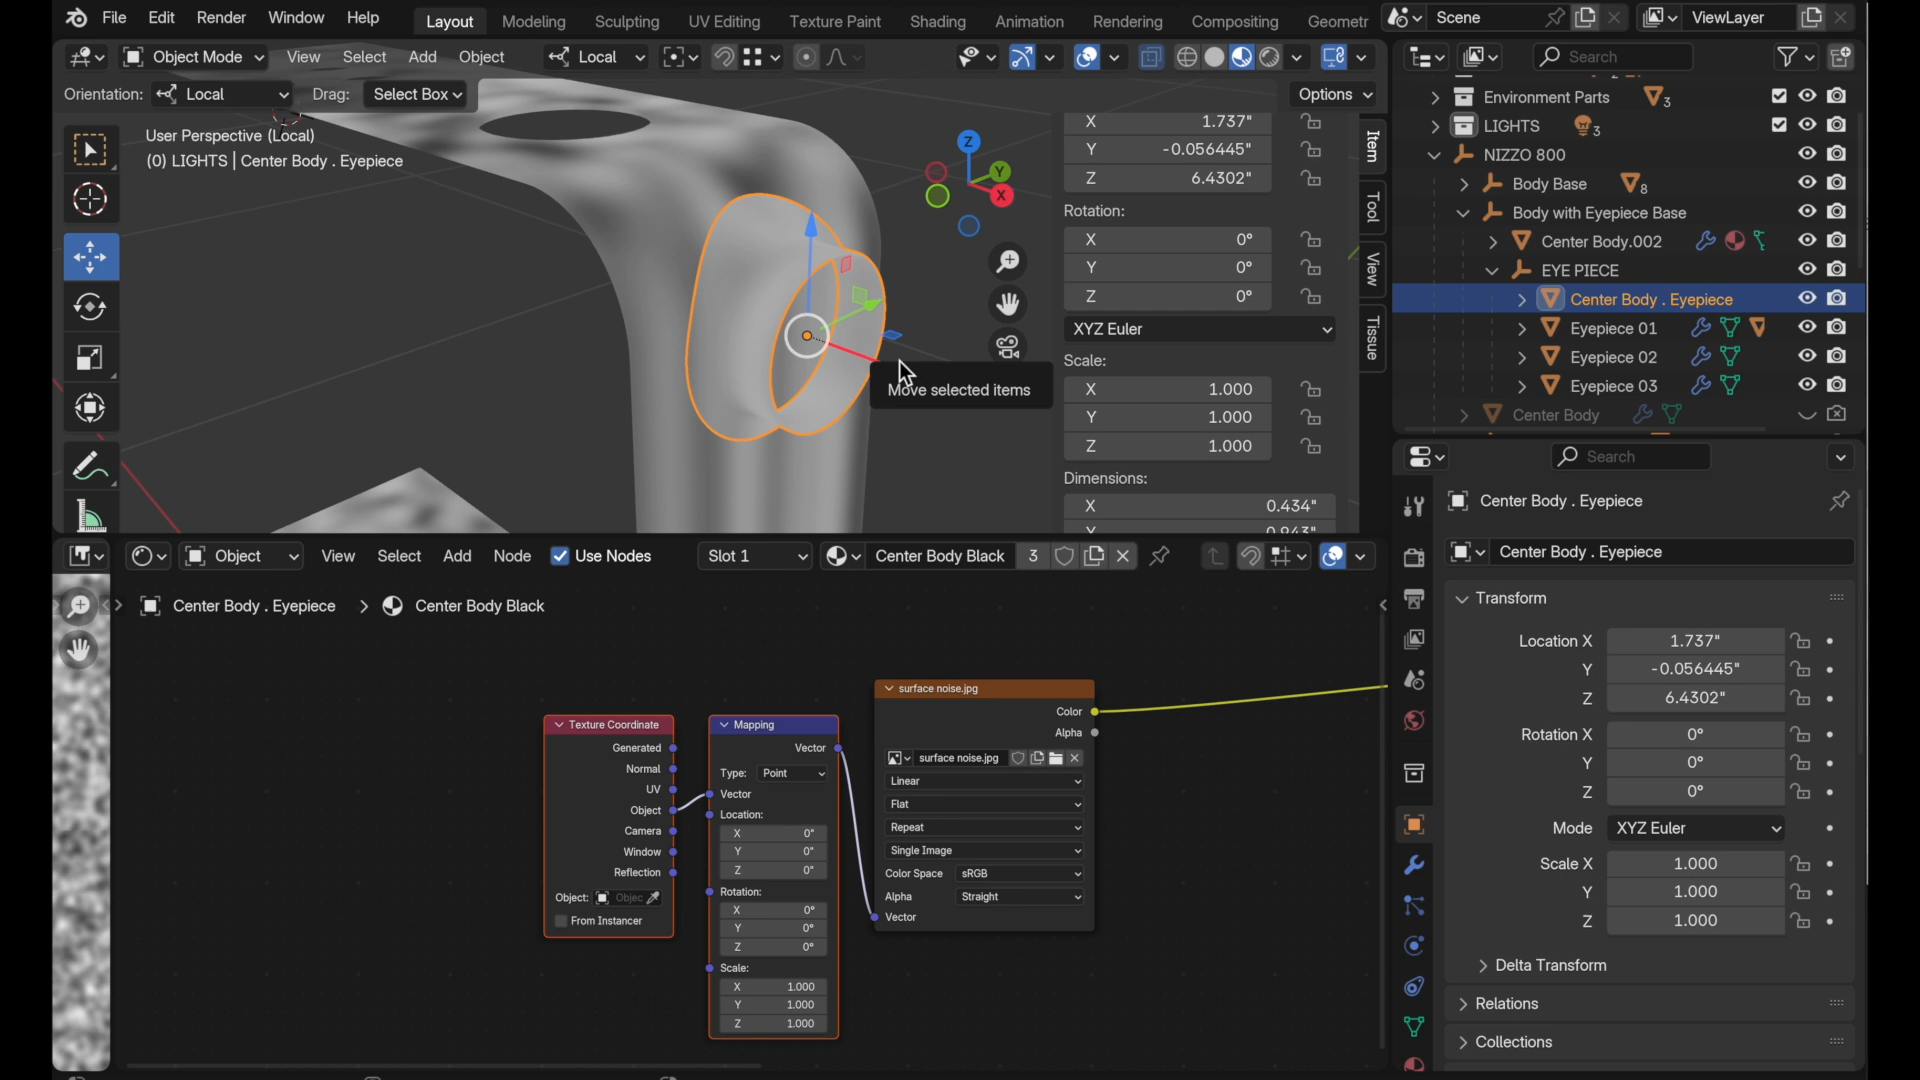 File Edit Render Window Help Layout Modeling Sculpting UV Editing Texture Paint Shading Animation Rendering Compositing Geometr Scene ViewLayer
Object Mode View Select Add Object Local Search
Orientation: Local Drag: Select Box Options
User Perspective (Local)
(0) LIGHTS | Center Body . Eyepiece
Z
Y
X
Move selected items
X 1.737"
Y -0.056445"
Z 6.4302"
Rotation:
X 0°
Y 0°
Z 0°
XYZ Euler
Scale:
X 1.000
Y 1.000
Z 1.000
Dimensions:
X 0.434"
Y 0.943"
Item
Tool
View
Tissue
Environment Parts 3
LIGHTS 3
NIZZO 800
Body Base 8
Body with Eyepiece Base
Center Body.002
EYE PIECE
Center Body . Eyepiece
Eyepiece 01
Eyepiece 02
Eyepiece 03
Center Body
Search
Center Body . Eyepiece
Center Body . Eyepiece
Transform
Location X 1.737"
Y -0.056445"
Z 6.4302"
Rotation X 0°
Y 0°
Z 0°
Mode XYZ Euler
Scale X 1.000
Y 1.000
Z 1.000
Delta Transform
Relations
Collections
Object View Select Add Node Use Nodes Slot 1 Center Body Black 3
Center Body . Eyepiece Center Body Black
Texture Coordinate
Generated
Normal
UV
Object
Camera
Window
Reflection
Object: Objec
From Instancer
Mapping
Vector
Type: Point
Vector
Location:
X 0"
Y 0"
Z 0"
Rotation:
X 0°
Y 0°
Z 0°
Scale:
X 1.000
Y 1.000
Z 1.000
surface noise.jpg
Color
Alpha
surface noise.jpg
Linear
Flat
Repeat
Single Image
Color Space sRGB
Alpha Straight
Vector